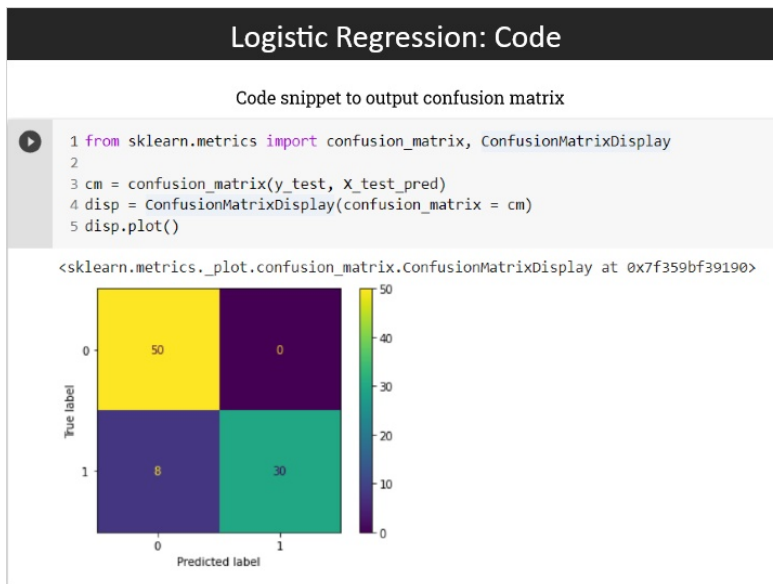 Logistic Regression: Code
Code snippet to output confusion matrix
1 from sklearn.metrics import confusion_matrix, ConfusionMatrixDisplay
2
3 cm = confusion_matrix(y_test, X_test_pred)
4 disp = ConfusionMatrixDisplay(confusion_matrix = cm)
5 disp.plot()
<sklearn.metrics._plot.confusion_matrix.ConfusionMatrixDisplay at 0x7f359bf39190>
50
0 50 0
40
30
True label
20
1 8 30
10
0
0 1
Predicted label